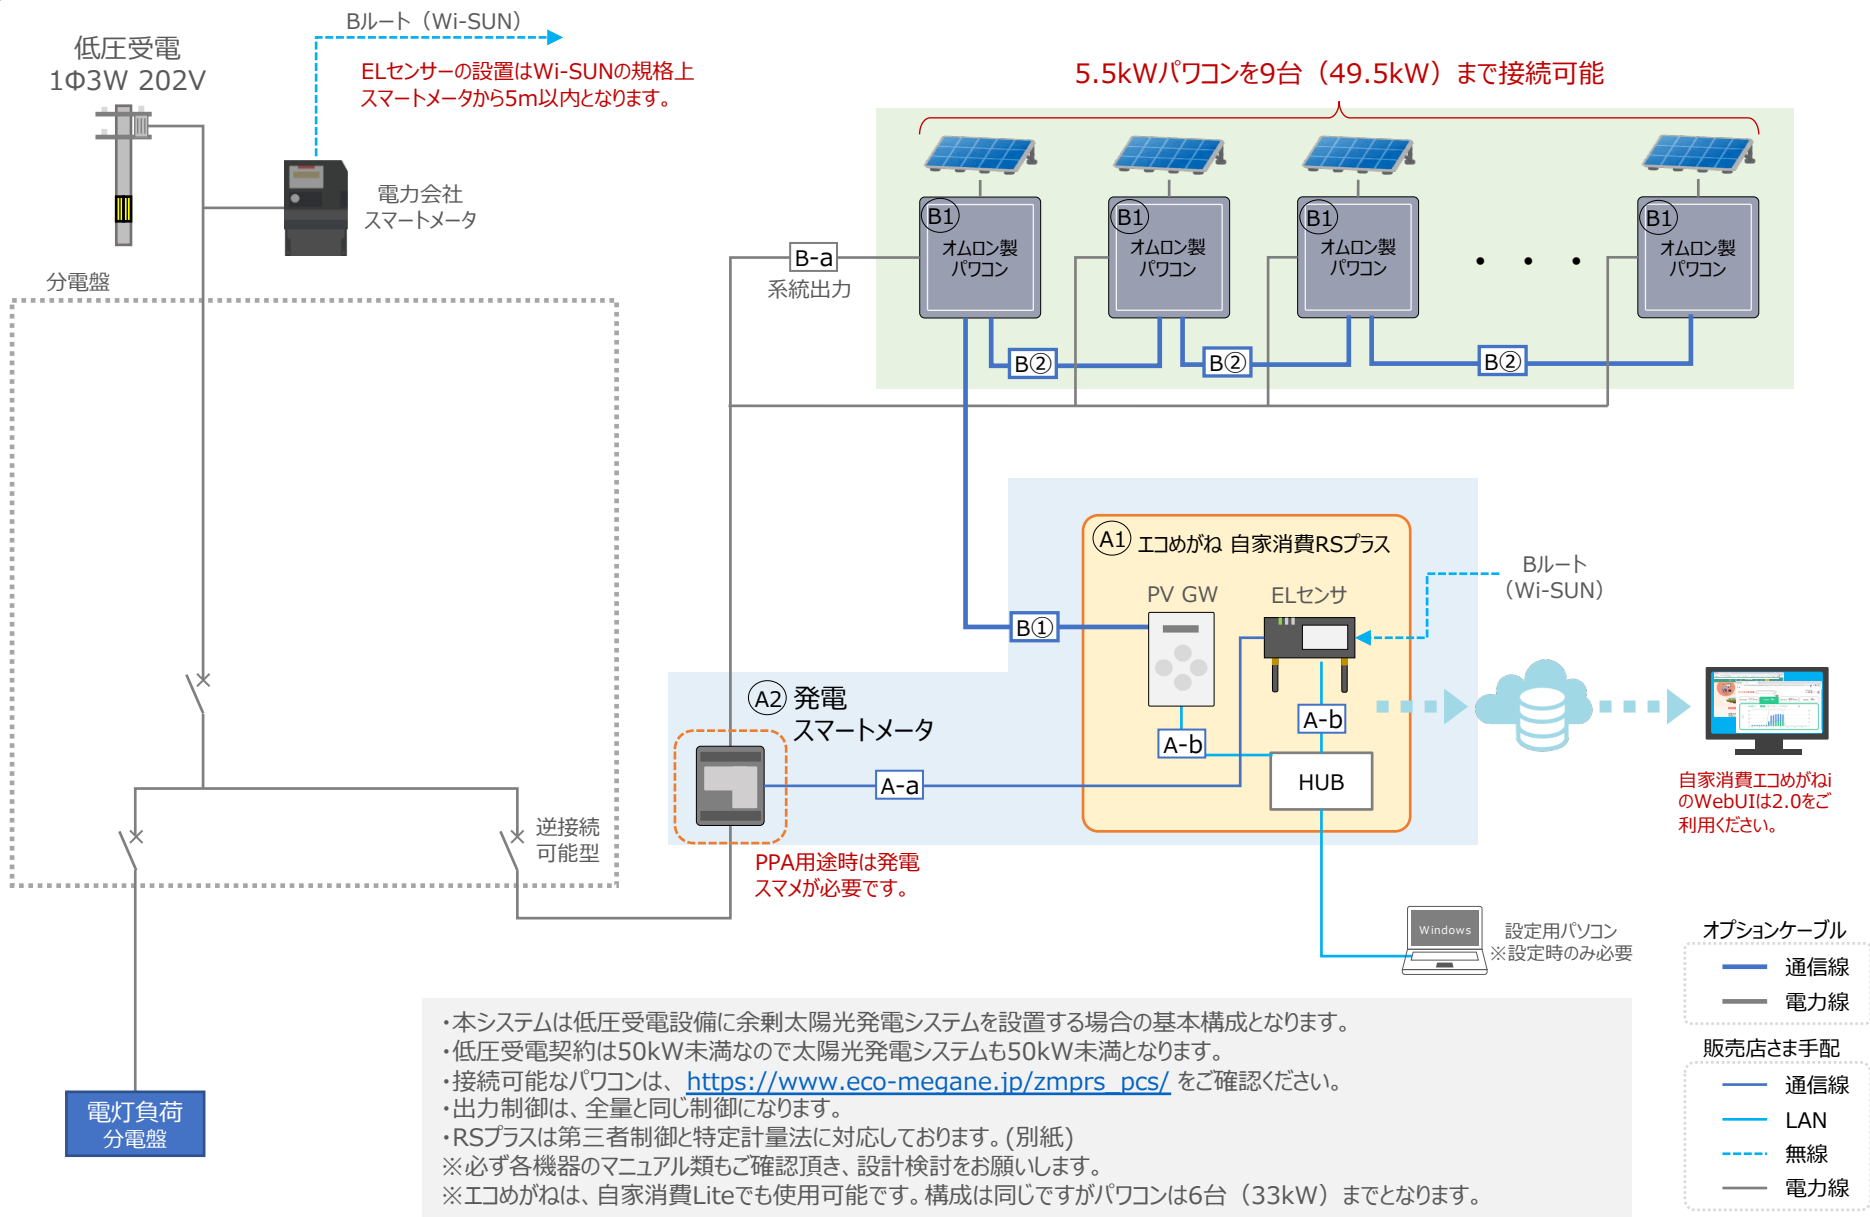 Bルート（Wi-SUN）
低圧受電
1Φ3W 202V
ELセンサーの設置はWi-SUNの規格上
スマートメータから5m以内となります。
電力会社
スマートメータ
分電盤
5.5kWパワコンを9台（49.5kW）まで接続可能
B1
オムロン製
パワコン
B1
オムロン製
パワコン
B1
オムロン製
パワコン
・・・
B1
オムロン製
パワコン
B-a
系統出力
B②
B②
B②
A1 エコめがね 自家消費RSプラス
PV GW
ELセンサ
Bルート
（Wi-SUN）
B①
A-b
A-b
HUB
A2 発電
スマートメータ
A-a
PPA用途時は発電
スマメが必要です。
逆接続
可能型
自家消費エコめがねi
のWebUIは2.0をご
利用ください。
Windows
設定用パソコン
※設定時のみ必要
電灯負荷
分電盤
オプションケーブル
通信線
電力線
販売店さま手配
通信線
LAN
無線
電力線
・本システムは低圧受電設備に余剰太陽光発電システムを設置する場合の基本構成となります。
・低圧受電契約は50kW未満なので太陽光発電システムも50kW未満となります。
・接続可能なパワコンは、 https://www.eco-megane.jp/zmprs_pcs/ をご確認ください。
・出力制御は、全量と同じ制御になります。
・RSプラスは第三者制御と特定計量法に対応しております。(別紙)
※必ず各機器のマニュアル類もご確認頂き、設計検討をお願いします。
※エコめがねは、自家消費Liteでも使用可能です。構成は同じですがパワコンは6台（33kW）までとなります。